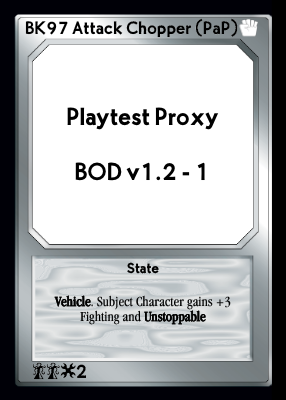 BK97 Attack Chopper (PaP)
Playtest Proxy
BOD v1.2 - 1
State
Vehicle. Subject Character gains +3
Fighting and Unstoppable
2